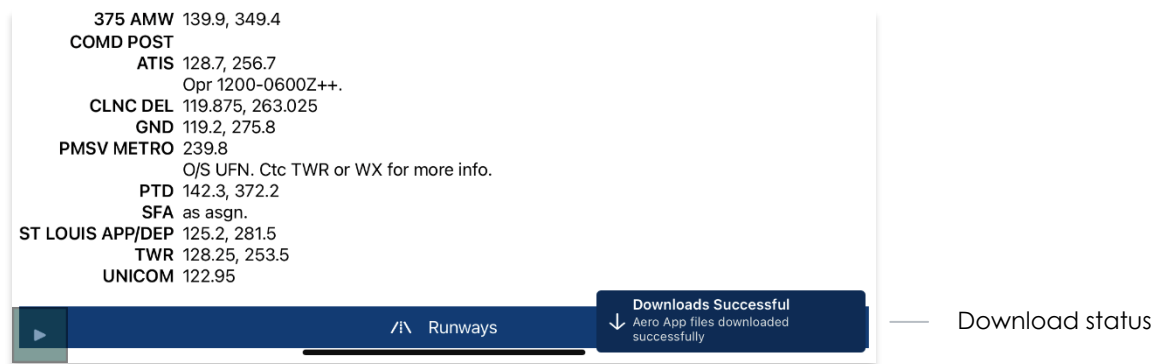 375 AMW 139.9, 349.4
COMD POST
ATIS 128.7, 256.7
Opr 1200-0600Z++.
CLNC DEL 119.875, 263.025
GND 119.2, 275.8
PMSV METRO 239.8
O/S UFN. Ctc TWR or WX for more info.
PTD 142.3, 372.2
SFA as asgn.
ST LOUIS APP/DEP 125.2, 281.5
TWR 128.25, 253.5
UNICOM 122.95
Runways
Downloads Successful
Aero App files downloaded
successfully
Download status